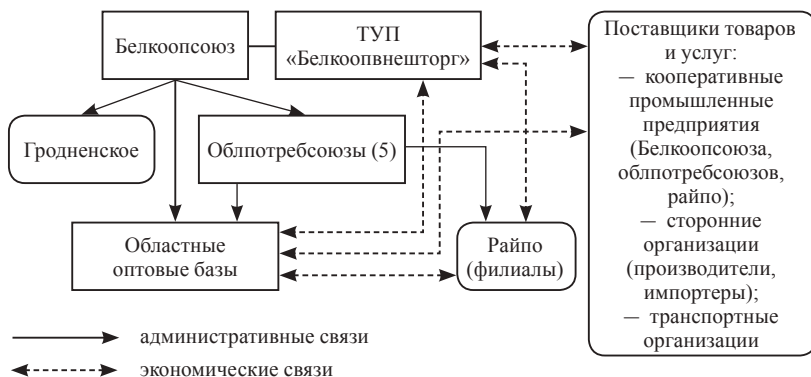 Белкоопсоюз
ТУП
«Белкоопвнешторг»
Гродненское
Облпотребсоюзы (5)
Областные
оптовые базы
Райпо
(филиалы)
Поставщики товаров
и услуг:
— кооперативные
промышленные
предприятия
(Белкоопсоюза,
облпотребсоюзов,
райпо);
— сторонние
организации
(производители,
импортеры);
— транспортные
организации
административные связи
экономические связи